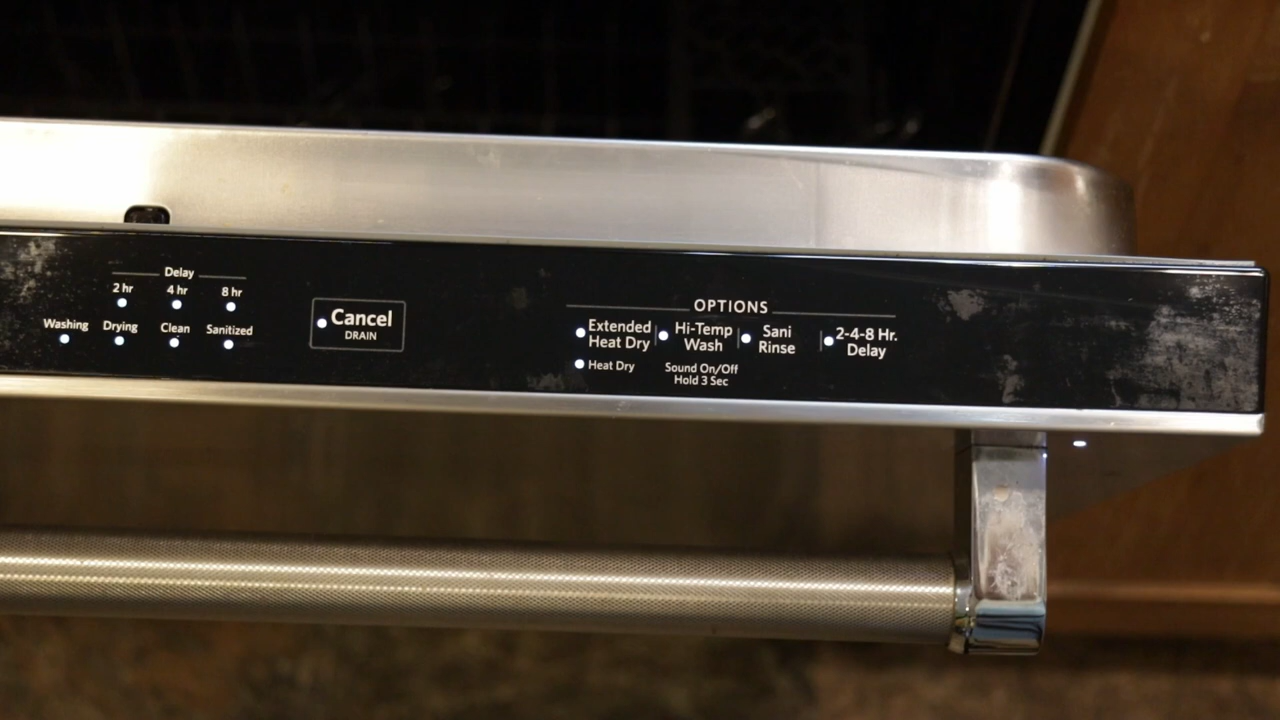 Delay
2 hr 4 hr 8 hr
Washing Drying Clean Sanitized
Cancel
DRAIN
OPTIONS
Extended
Heat Dry
Heat Dry
Hi-Temp
Wash
Sound On/Off
Hold 3 Sec
Sani
Rinse
2-4-8 Hr.
Delay